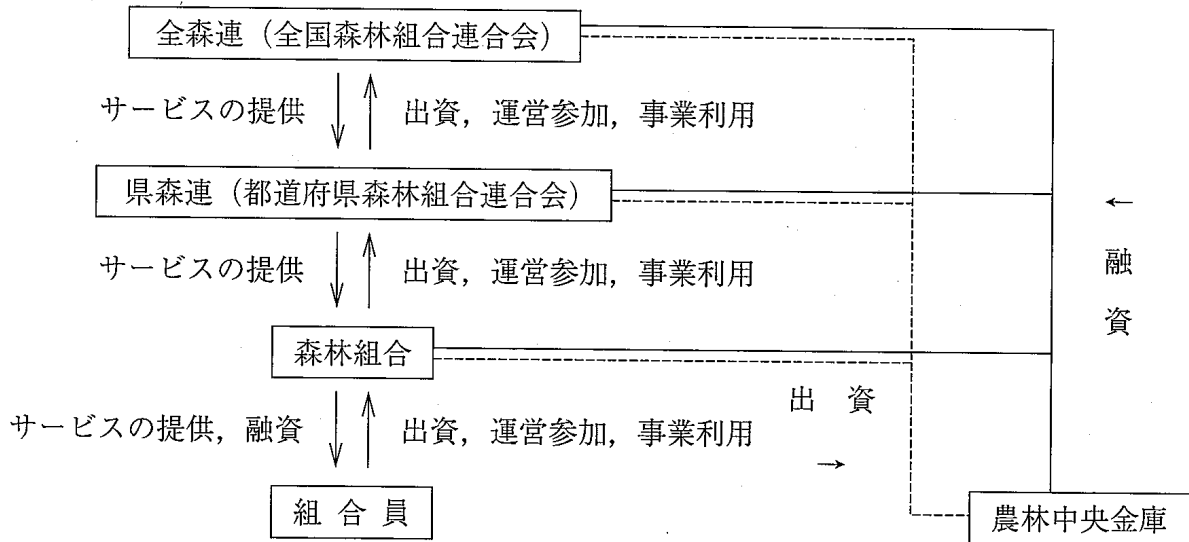 全森連（全国森林組合連合会）
サービスの提供
出資，運営参加，事業利用
県森連（都道府県森林組合連合会）
サービスの提供
出資，運営参加，事業利用
←融資
森林組合
出資
→
サービスの提供，融資
出資，運営参加，事業利用
組合員
農林中央金庫